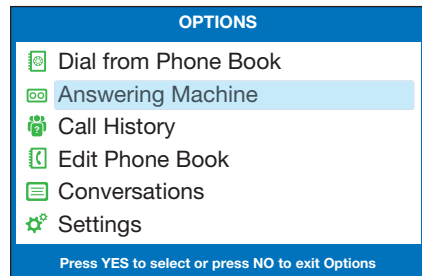 OPTIONS
Dial from Phone Book
Answering Machine
Call History
Edit Phone Book
Conversations
Settings
Press YES to select or press NO to exit Options